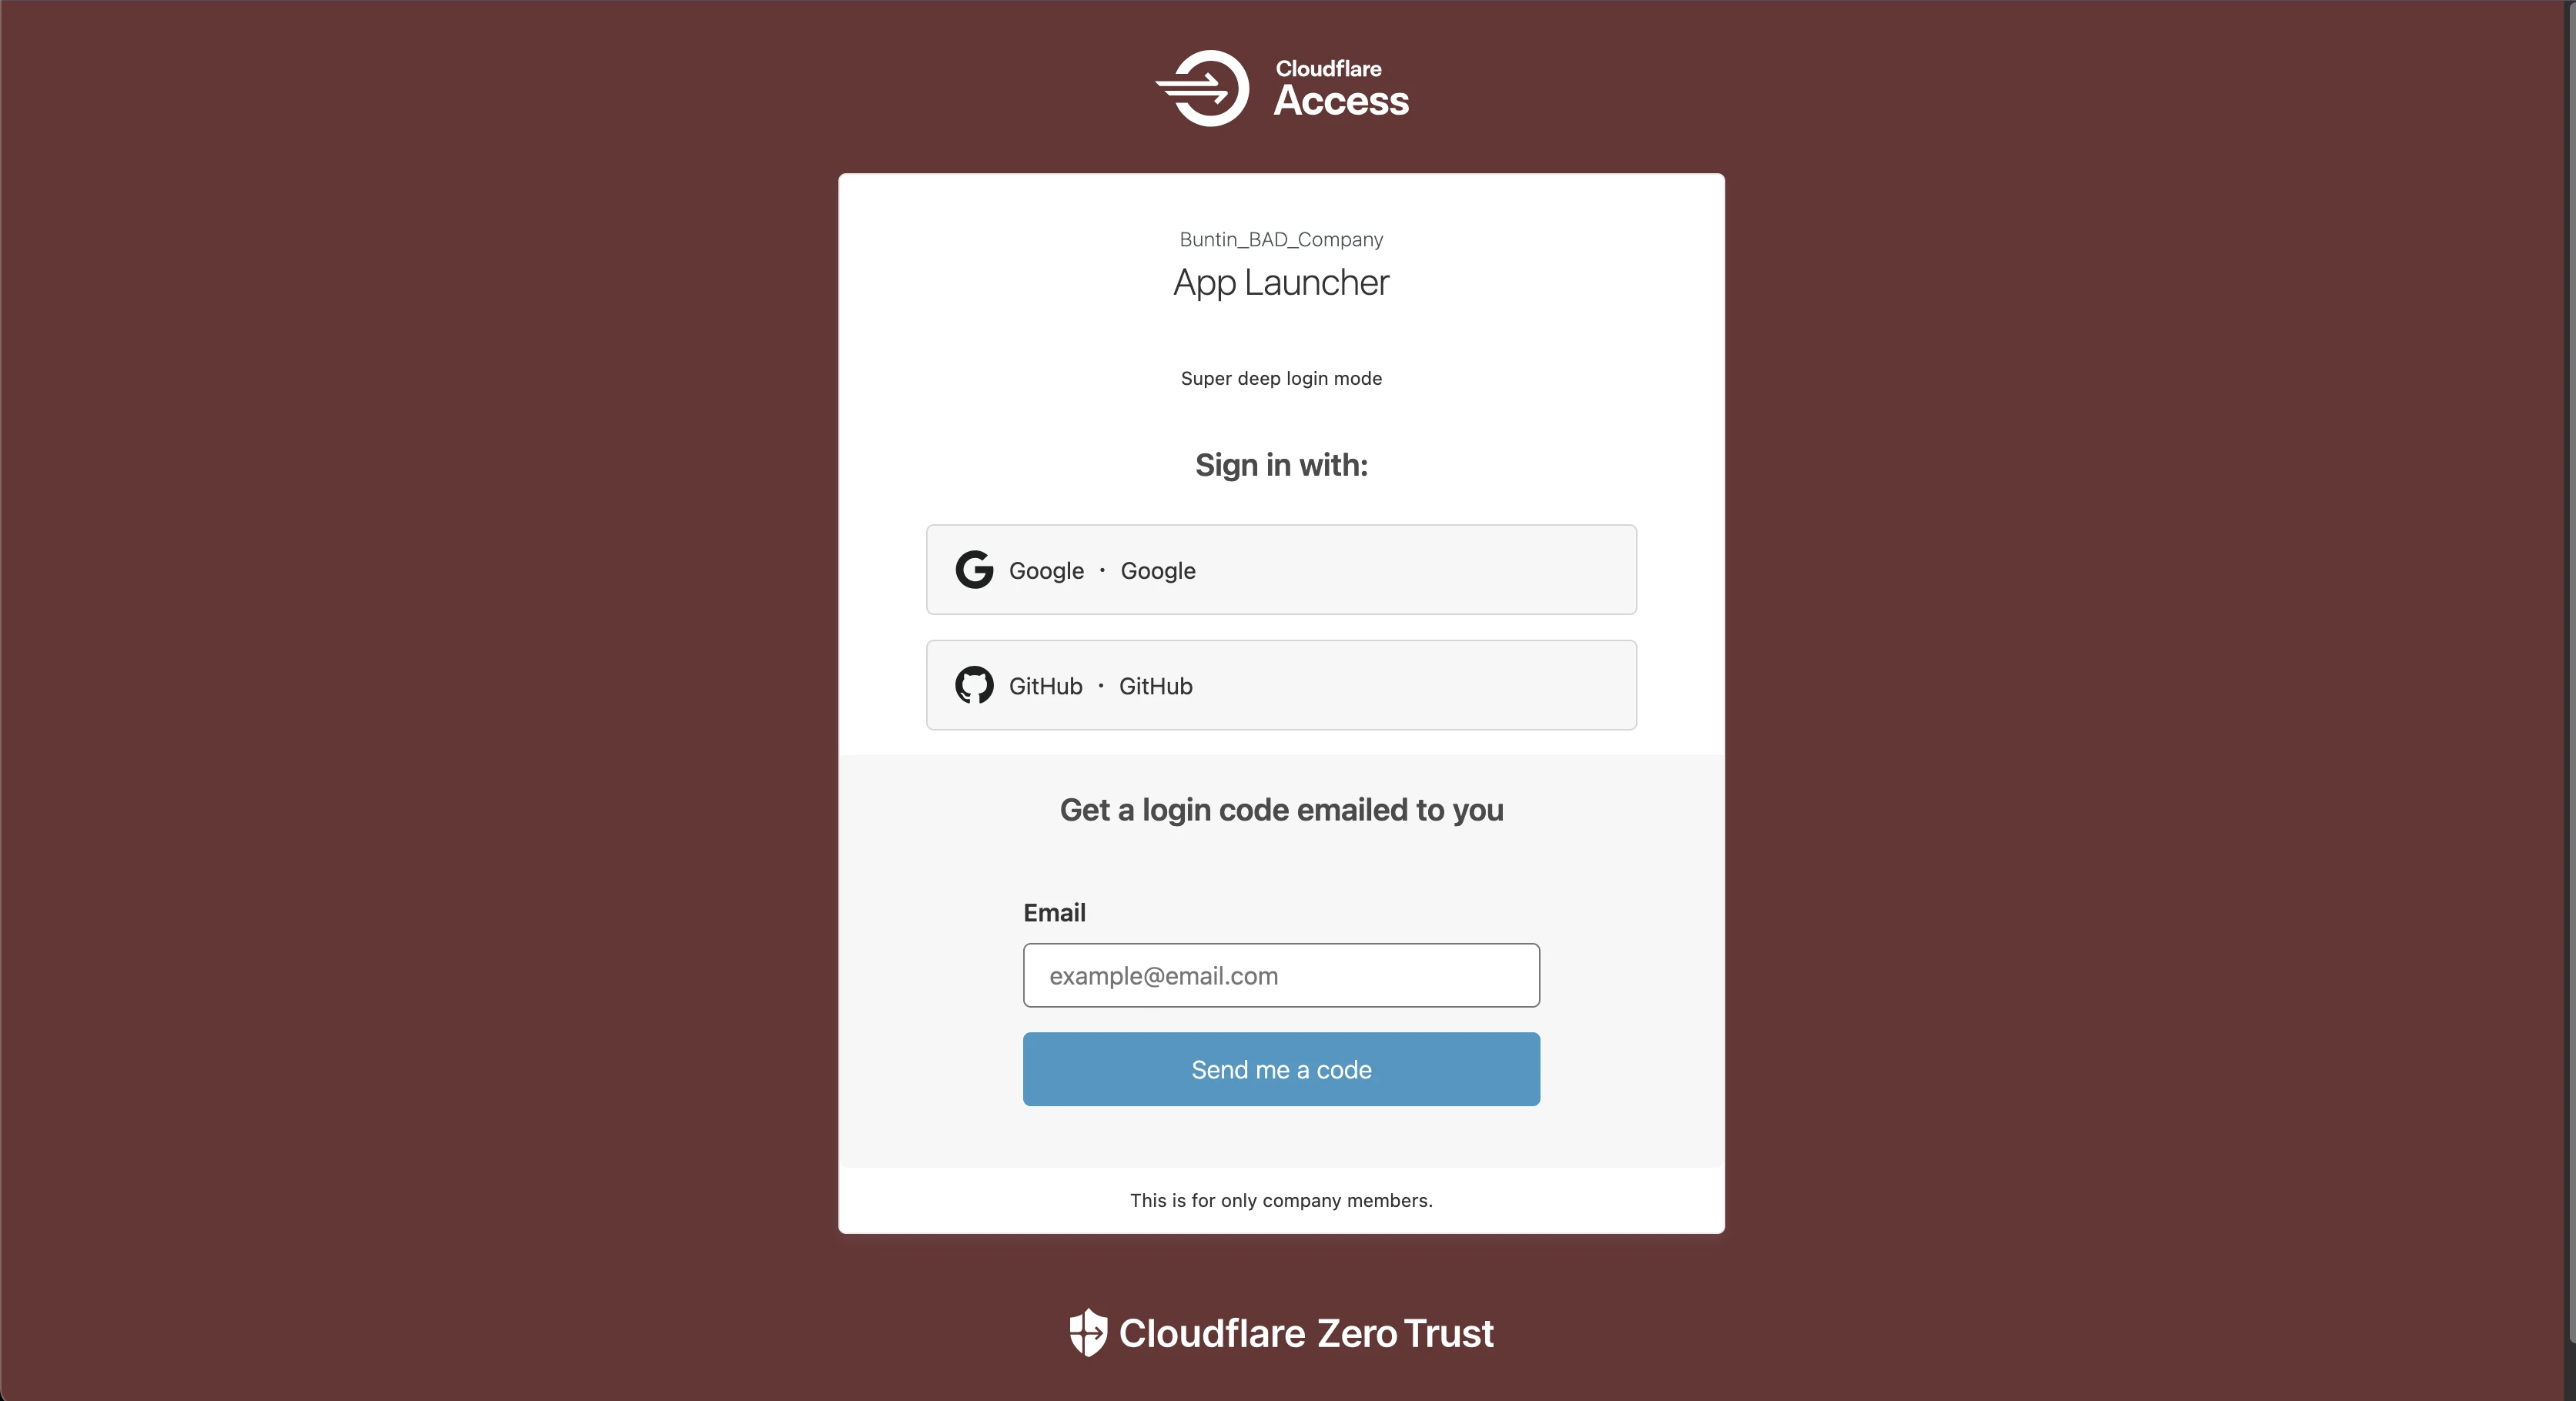 Cloudflare
Access
Buntin_BAD_Company
App Launcher
Super deep login mode
Sign in with:
Google · Google
GitHub · GitHub
Get a login code emailed to you
Email
example@email.com
Send me a code
This is for only company members.
Cloudflare Zero Trust